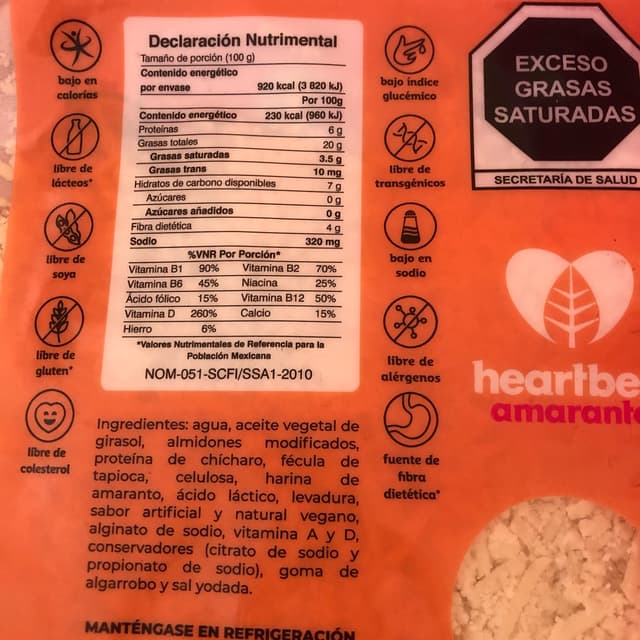 Declaración Nutrimental
Tamaño de porción (100 g)
Contenido energético
por envase 920 kcal (3 820 kJ)
Por 100g
Contenido energético 230 kcal (960 kJ)
Proteínas 6 g
Grasas totales 20 g
Grasas saturadas 3.5 g
Grasas trans 10 mg
Hidratos de carbono disponibles 7 g
Azúcares 0 g
Azúcares añadidos 0 g
Fibra dietética 4 g
Sodio 320 mg
%VNR Por Porción*
Vitamina B1 90% Vitamina B2 70%
Vitamina B6 45% Niacina 25%
Ácido fólico 15% Vitamina B12 50%
Vitamina D 260% Calcio 15%
Hierro 6%
*Valores Nutrimentales de Referencia para la
Población Mexicana
NOM-051-SCFI/SSA1-2010
bajo en
calorías
libre de
lácteos*
libre de
soya
libre de
gluten*
libre de
colesterol
bajo índice
glucémico
libre de
transgénicos
bajo en
sodio
libre de
alérgenos
fuente de
fibra
dietética*
EXCESO
GRASAS
SATURADAS
SECRETARÍA DE SALUD
heartbe
amarant
Ingredientes: agua, aceite vegetal de
girasol, almidones modificados,
proteína de chícharo, fécula de
tapioca, celulosa, harina de
amaranto, ácido láctico, levadura,
sabor artificial y natural vegano,
alginato de sodio, vitamina A y D,
conservadores (citrato de sodio y
propionato de sodio), goma de
algarrobo y sal yodada.
MANTÉNGASE EN REFRIGERACIÓN